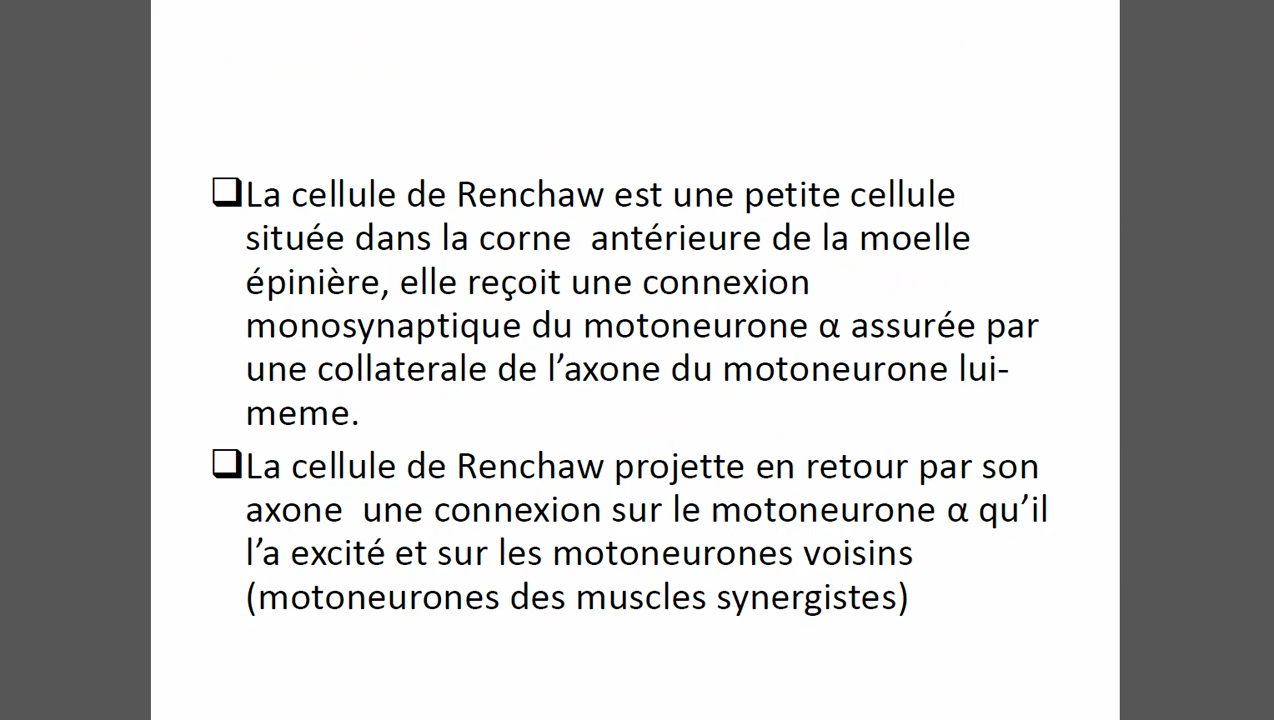 ❑La cellule de Renchaw est une petite cellule
située dans la corne  antérieure de la moelle
épinière, elle reçoit une connexion
monosynaptique du motoneurone α assurée par
une collaterale de l’axone du motoneurone lui-
meme.
❑La cellule de Renchaw projette en retour par son
axone  une connexion sur le motoneurone α qu’il
l’a excité et sur les motoneurones voisins
(motoneurones des muscles synergistes)